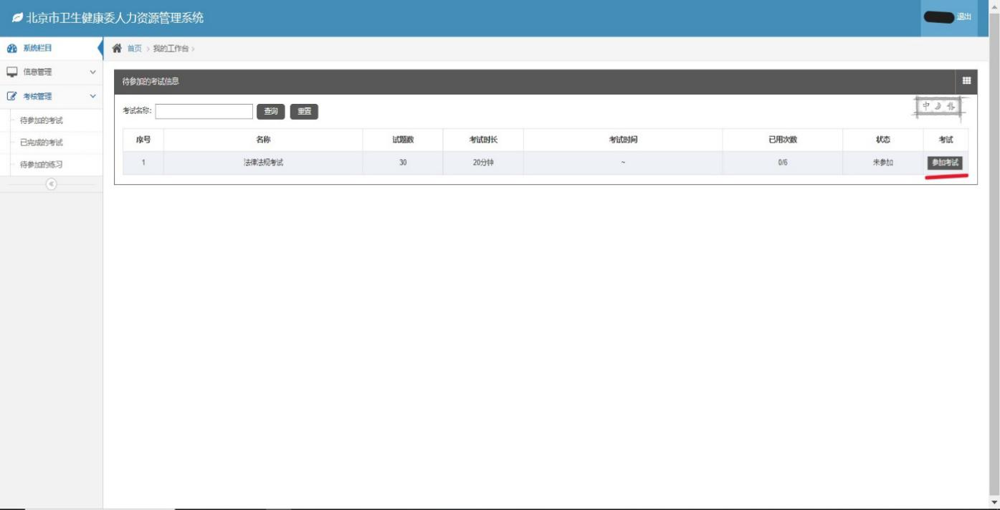 北京市卫生健康委人力资源管理系统
退出
系统栏目
首页 > 我的工作台 >
信息管理
考核管理
待参加的考试
已完成的考试
待参加的练习
待参加的考试信息
考试名称: 查询 重置
中
序号 名称 试题数 考试时长 考试时间 已用次数 状态 考试
1 法律法规考试 30 20分钟 ~ 0/6 未参加 参加考试